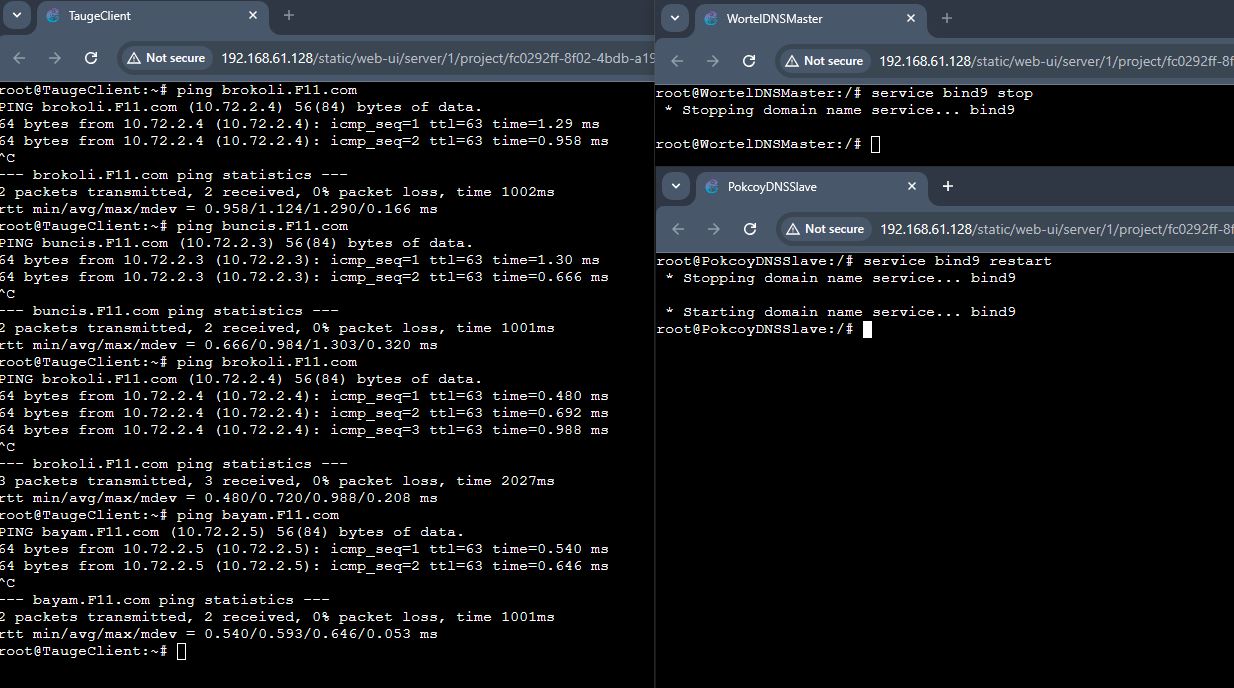 TaugeClient
Not secure 192.168.61.128/static/web-ui/server/1/project/fc0292ff-8f02-4bdb-a19
root@TaugeClient:~# ping brokoli.F11.com
PING brokoli.F11.com (10.72.2.4) 56(84) bytes of data.
64 bytes from 10.72.2.4 (10.72.2.4): icmp_seq=1 ttl=63 time=1.29 ms
64 bytes from 10.72.2.4 (10.72.2.4): icmp_seq=2 ttl=63 time=0.958 ms
^C
--- brokoli.F11.com ping statistics ---
2 packets transmitted, 2 received, 0% packet loss, time 1002ms
rtt min/avg/max/mdev = 0.958/1.124/1.290/0.166 ms
root@TaugeClient:~# ping buncis.F11.com
PING buncis.F11.com (10.72.2.3) 56(84) bytes of data.
64 bytes from 10.72.2.3 (10.72.2.3): icmp_seq=1 ttl=63 time=1.30 ms
64 bytes from 10.72.2.3 (10.72.2.3): icmp_seq=2 ttl=63 time=0.666 ms
^C
--- buncis.F11.com ping statistics ---
2 packets transmitted, 2 received, 0% packet loss, time 1001ms
rtt min/avg/max/mdev = 0.666/0.984/1.303/0.320 ms
root@TaugeClient:~# ping brokoli.F11.com
PING brokoli.F11.com (10.72.2.4) 56(84) bytes of data.
64 bytes from 10.72.2.4 (10.72.2.4): icmp_seq=1 ttl=63 time=0.480 ms
64 bytes from 10.72.2.4 (10.72.2.4): icmp_seq=2 ttl=63 time=0.692 ms
64 bytes from 10.72.2.4 (10.72.2.4): icmp_seq=3 ttl=63 time=0.988 ms
^C
--- brokoli.F11.com ping statistics ---
3 packets transmitted, 3 received, 0% packet loss, time 2027ms
rtt min/avg/max/mdev = 0.480/0.720/0.988/0.208 ms
root@TaugeClient:~# ping bayam.F11.com
PING bayam.F11.com (10.72.2.5) 56(84) bytes of data.
64 bytes from 10.72.2.5 (10.72.2.5): icmp_seq=1 ttl=63 time=0.540 ms
64 bytes from 10.72.2.5 (10.72.2.5): icmp_seq=2 ttl=63 time=0.646 ms
^C
--- bayam.F11.com ping statistics ---
2 packets transmitted, 2 received, 0% packet loss, time 1001ms
rtt min/avg/max/mdev = 0.540/0.593/0.646/0.053 ms
root@TaugeClient:~#
WortelDNSMaster
Not secure 192.168.61.128/static/web-ui/server/1/project/fc0292ff-8f
root@WortelDNSMaster:/# service bind9 stop
* Stopping domain name service... bind9
root@WortelDNSMaster:/#
PokcoyDNSSlave
Not secure 192.168.61.128/static/web-ui/server/1/project/fc0292ff-8f
root@PokcoyDNSSlave:/# service bind9 restart
* Stopping domain name service... bind9
* Starting domain name service... bind9
root@PokcoyDNSSlave:/#